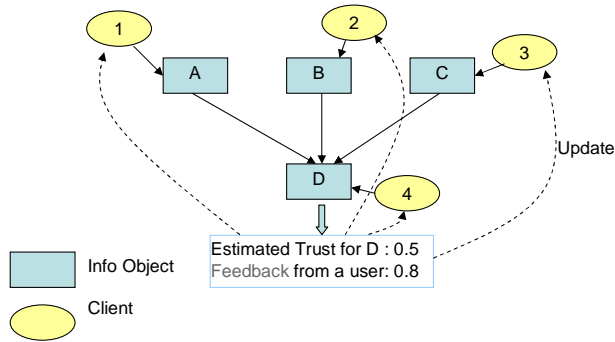 1
2
3
A
B
C
Update
D
4
Estimated Trust for D : 0.5
Feedback from a user: 0.8
Info Object
Client